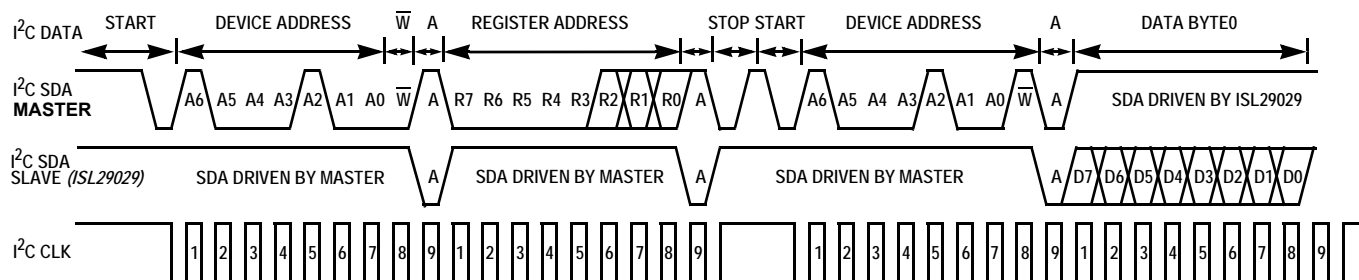 I²C DATA START DEVICE ADDRESS W̅ A REGISTER ADDRESS STOP START DEVICE ADDRESS A DATA BYTE0
I²C SDA MASTER A6 A5 A4 A3 A2 A1 A0 W̅ A R7 R6 R5 R4 R3 R2 R1 R0 A A6 A5 A4 A3 A2 A1 A0 W̅ A SDA DRIVEN BY ISL29029
I²C SDA SLAVE (ISL29029) SDA DRIVEN BY MASTER A SDA DRIVEN BY MASTER A SDA DRIVEN BY MASTER A D7 D6 D5 D4 D3 D2 D1 D0
I²C CLK 1 2 3 4 5 6 7 8 9 1 2 3 4 5 6 7 8 9 1 2 3 4 5 6 7 8 9 1 2 3 4 5 6 7 8 9